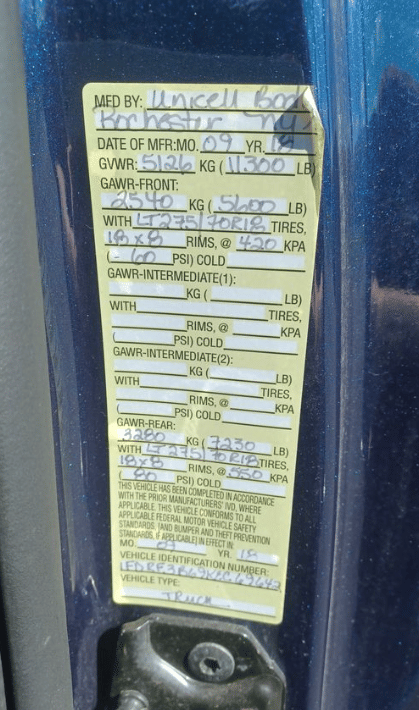 MFD BY: Unicell Bod
Rochester NY
DATE OF MFR:MO. 09 YR. 18
GVWR: 5126 KG (11300 LB)
GAWR-FRONT:
2540 KG ( 5600 LB)
WITH LT275/70R18 TIRES,
18x8 RIMS, @ 420 KPA
( 60 PSI) COLD
GAWR-INTERMEDIATE(1):
KG ( LB)
WITH TIRES,
RIMS, @ KPA
( PSI) COLD
GAWR-INTERMEDIATE(2):
KG ( LB)
WITH TIRES,
RIMS, @ KPA
( PSI) COLD
GAWR-REAR:
3280 KG ( 7230 LB)
WITH LT275/70R18 TIRES,
18x8 RIMS, @ 550 KPA
( 80 PSI) COLD
THIS VEHICLE HAS BEEN COMPLETED IN ACCORDANCE
WITH THE PRIOR MANUFACTURERS' IVD, WHERE
APPLICABLE. THIS VEHICLE CONFORMS TO ALL
APPLICABLE FEDERAL MOTOR VEHICLE SAFETY
STANDARDS, [AND BUMPER AND THEFT PREVENTION
STANDARDS, IF APPLICABLE] IN EFFECT IN:
MO. 09 YR. 18
VEHICLE IDENTIFICATION NUMBER:
VEHICLE TYPE:
Truck